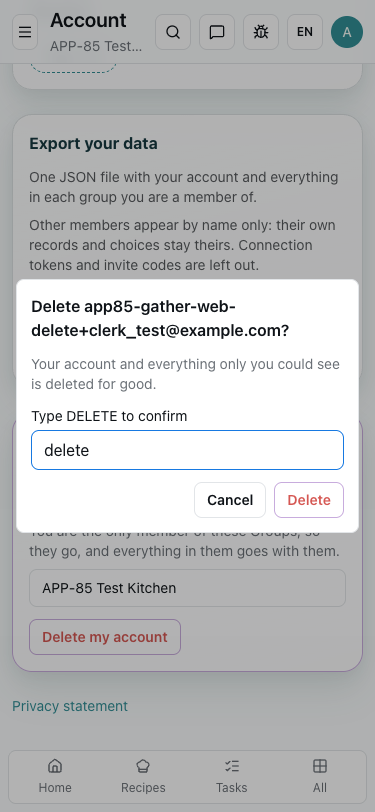 Account
APP-85 Test...
EN
A
Export your data
One JSON file with your account and everything
in each group you are a member of.
Other members appear by name only: their own
records and choices stay theirs. Connection
tokens and invite codes are left out.
Delete app85-gather-web-
delete+clerk_test@example.com?
Your account and everything only you could see
is deleted for good.
Type DELETE to confirm
delete
Cancel
Delete
You are the only member of these Groups, so
they go, and everything in them goes with them.
APP-85 Test Kitchen
Delete my account
Privacy statement
Home
Recipes
Tasks
All